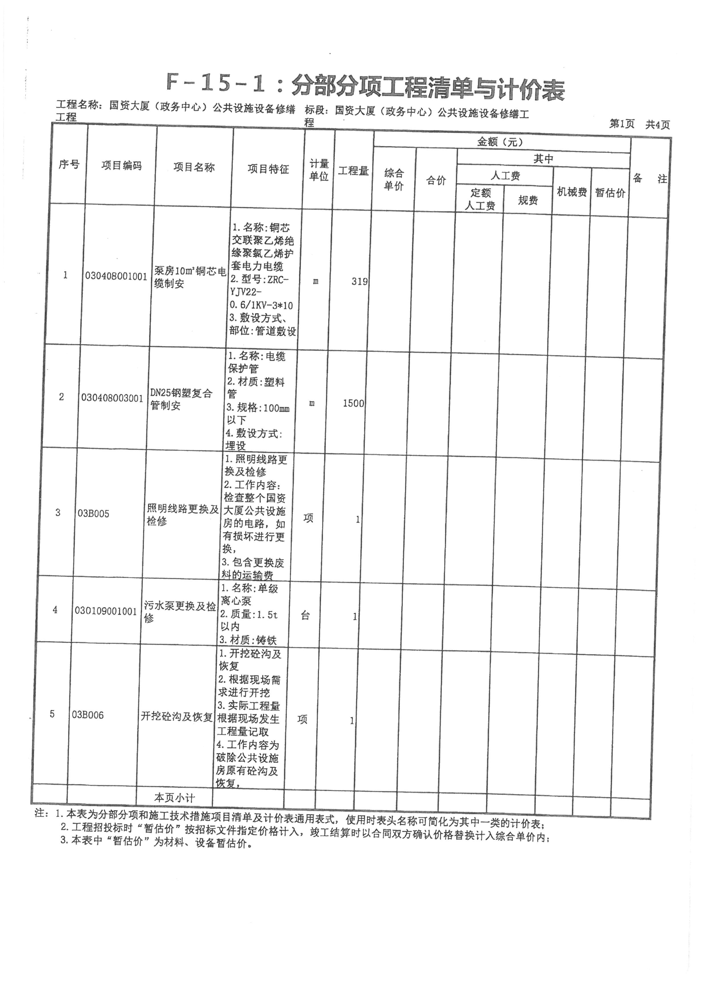 F-15-1：分部分项工程清单与计价表
工程名称：国资大厦（政务中心）公共设施设备修缮
工程
标段：国资大厦（政务中心）公共设施设备修缮工
程
第1页 共4页
序号
项目编码
项目名称
项目特征
计量
单位
工程量
金额（元）
综合
单价
合价
其中
人工费
定额
人工费
规费
机械费
暂估价
备 注
1
030408001001
泵房10㎡铜芯电
缆制安
1.名称:铜芯
交联聚乙烯绝
缘聚氯乙烯护
套电力电缆
2.型号:ZRC-
YJV22-
0.6/1KV-3*10
3.敷设方式、
部位:管道敷设
m
319
2
030408003001
DN25钢塑复合
管制安
1.名称:电缆
保护管
2.材质:塑料
管
3.规格:100mm
以下
4.敷设方式:
埋设
m
1500
3
03B005
照明线路更换及
检修
1.照明线路更
换及检修
2.工作内容:
检查整个国资
大厦公共设施
房的电路，如
有损坏进行更
换，
3.包含更换废
料的运输费
项
1
4
030109001001
污水泵更换及检
修
1.名称:单级
离心泵
2.质量:1.5t
以内
3.材质:铸铁
台
1
5
03B006
开挖砼沟及恢复
1.开挖砼沟及
恢复
2.根据现场需
求进行开挖
3.实际工程量
根据现场发生
工程量记取
4.工作内容为
破除公共设施
房原有砼沟及
恢复，
项
1
本页小计
注：1.本表为分部分项和施工技术措施项目清单及计价表通用表式，使用时表头名称可简化为其中一类的计价表；
2.工程招投标时“暂估价”按招标文件指定价格计入，竣工结算时以合同双方确认价格替换计入综合单价内；
3.本表中“暂估价”为材料、设备暂估价。